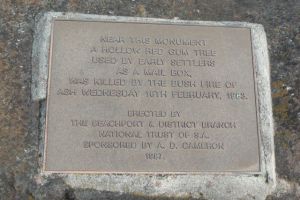 NEAR THIS MONUMENT
A HOLLOW RED GUM TREE
USED BY EARLY SETTLERS
AS A MAIL BOX,
WAS KILLED BY THE BUSH FIRE OF
ASH WEDNESDAY 16TH FEBRUARY, 1983.
ERECTED BY
THE BEACHPORT & DISTRICT BRANCH
NATIONAL TRUST OF S.A.
SPONSORED BY A. D. CAMERON
1987.